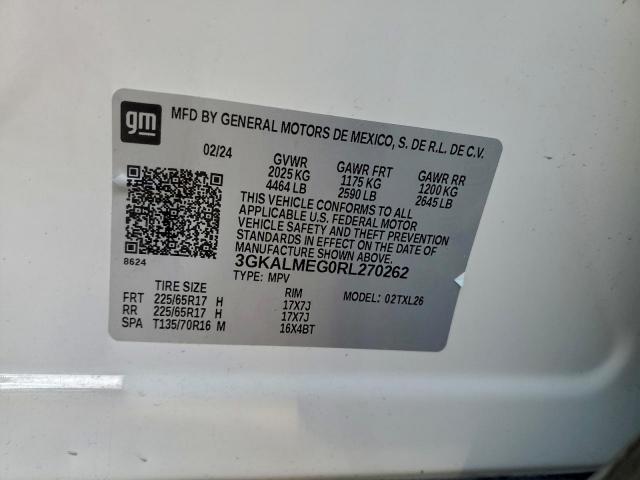 gm
MFD BY GENERAL MOTORS DE MEXICO, S. DE R.L. DE C.V.
02/24 GVWR GAWR FRT GAWR RR
2025 KG 1175 KG 1200 KG
4464 LB 2590 LB 2645 LB
THIS VEHICLE CONFORMS TO ALL
APPLICABLE U.S. FEDERAL MOTOR
VEHICLE SAFETY AND THEFT
PREVENTION STANDARDS IN
EFFECT ON THE DATE OF
MANUFACTURE SHOWN ABOVE.
8624
3GKALMEG0RL270262
TYPE: MPV
TIRE SIZE RIM MODEL: 02TXL26
FRT 225/65R17 H 17X7J
RR 225/65R17 H 17X7J
SPA T135/70R16 M 16X4BT